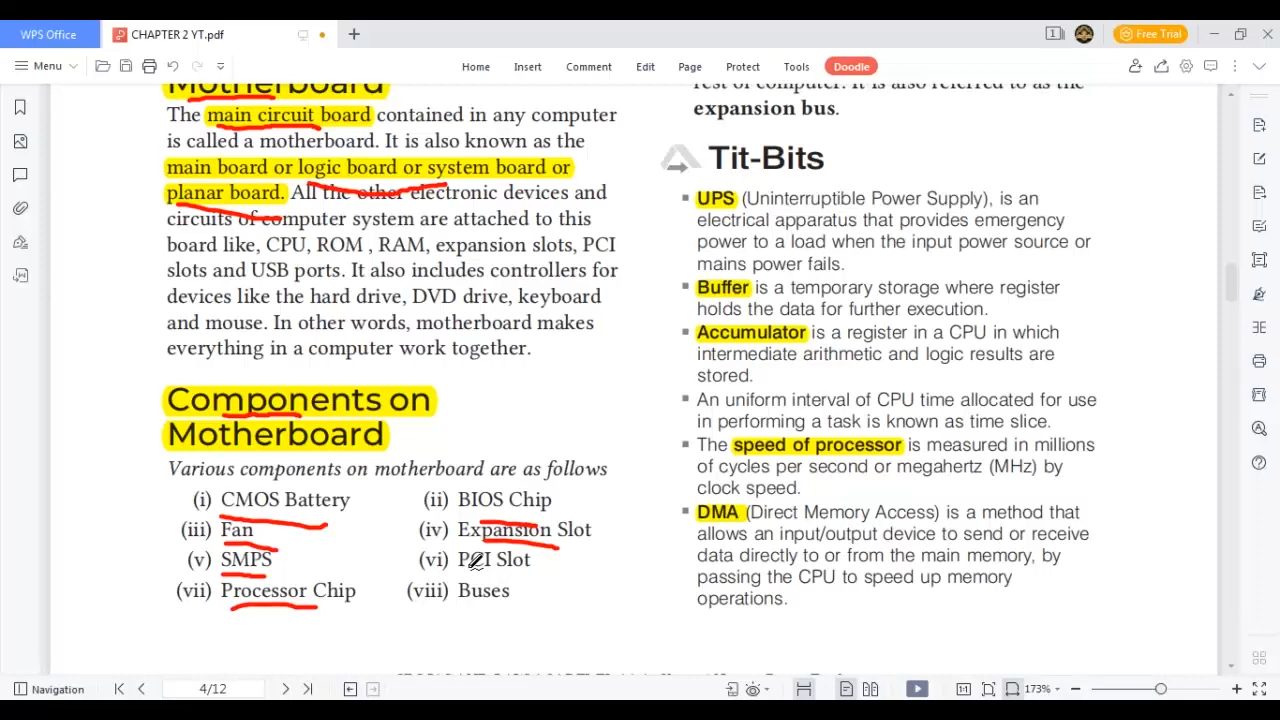 WPS Office
CHAPTER 2 YT.pdf
1
Free Trial
Menu
Home
Insert
Comment
Edit
Page
Protect
Tools
Doodle
Motherboard
The main circuit board contained in any computer
is called a motherboard. It is also known as the
main board or logic board or system board or
planar board. All the other electronic devices and
circuits of computer system are attached to this
board like, CPU, ROM , RAM, expansion slots, PCI
slots and USB ports. It also includes controllers for
devices like the hard drive, DVD drive, keyboard
and mouse. In other words, motherboard makes
everything in a computer work together.
Components on
Motherboard
Various components on motherboard are as follows
(i) CMOS Battery (ii) BIOS Chip
(iii) Fan (iv) Expansion Slot
(v) SMPS (vi) PCI Slot
(vii) Processor Chip (viii) Buses
rest of computer. It is also referred to as the
expansion bus.
Tit-Bits
UPS (Uninterruptible Power Supply), is an
electrical apparatus that provides emergency
power to a load when the input power source or
mains power fails.
Buffer is a temporary storage where register
holds the data for further execution.
Accumulator is a register in a CPU in which
intermediate arithmetic and logic results are
stored.
An uniform interval of CPU time allocated for use
in performing a task is known as time slice.
The speed of processor is measured in millions
of cycles per second or megahertz (MHz) by
clock speed.
DMA (Direct Memory Access) is a method that
allows an input/output device to send or receive
data directly to or from the main memory, by
passing the CPU to speed up memory
operations.
Navigation
4/12
173%